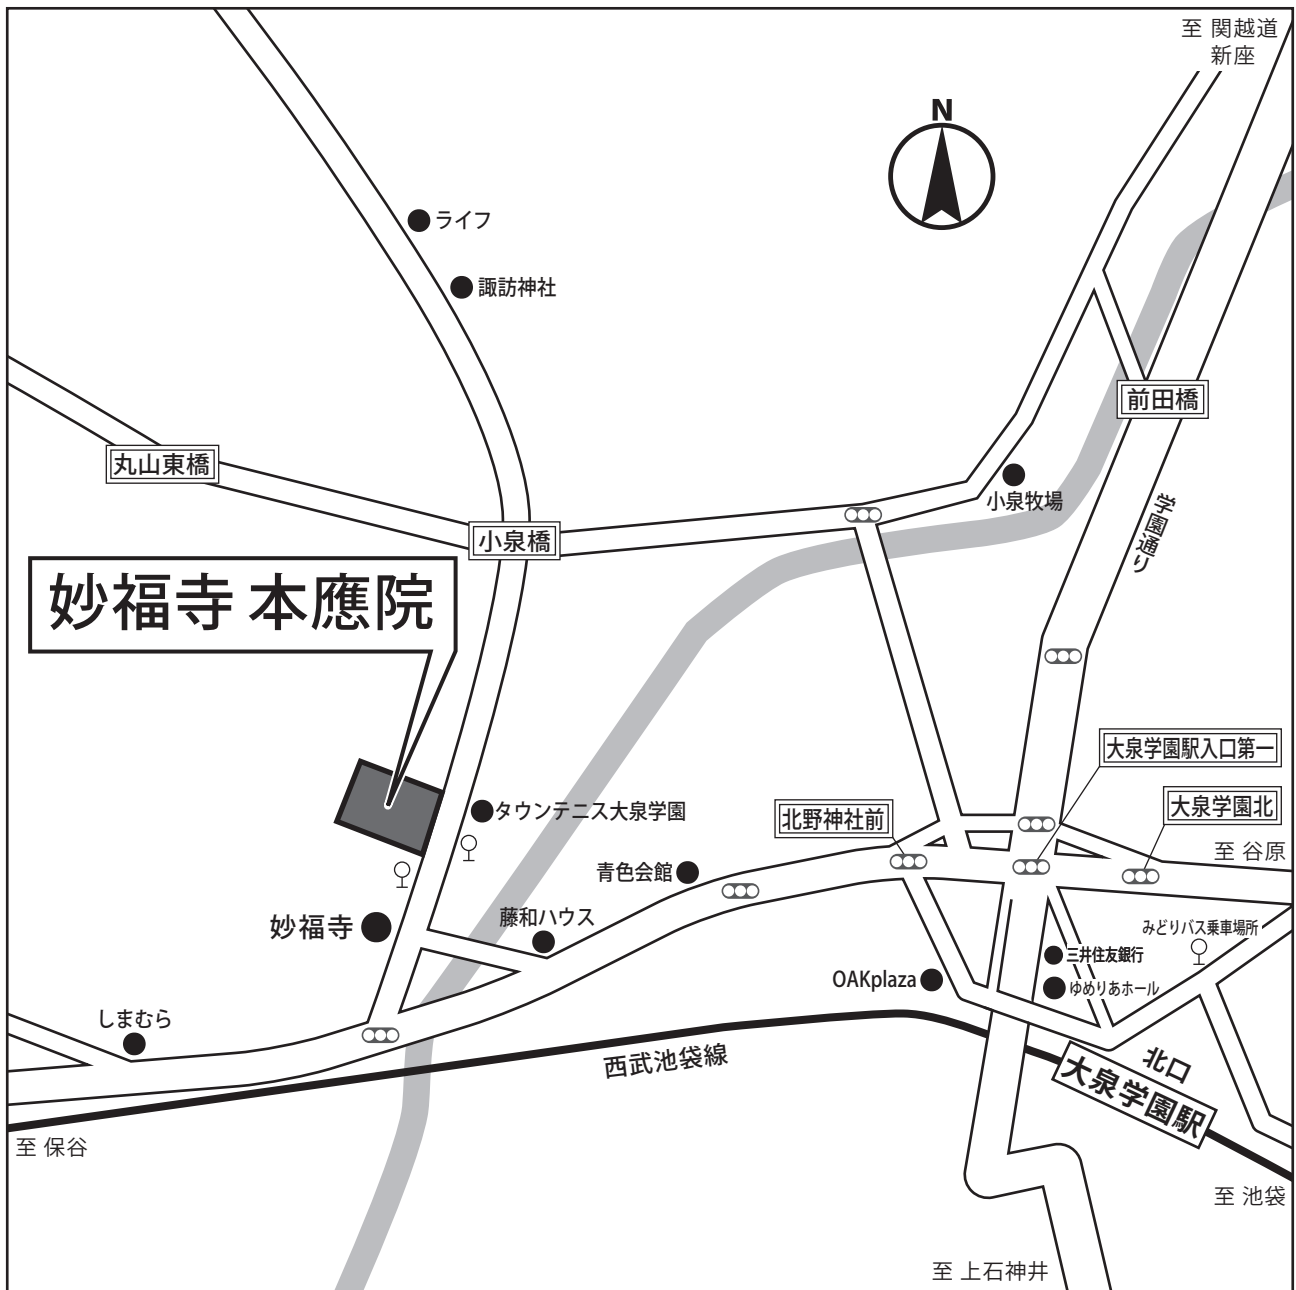 至 関越道
新座
N
ライフ
諏訪神社
前田橋
丸山東橋
小泉牧場
学園通り
小泉橋
妙福寺 本應院
大泉学園駅入口第一
大泉学園北
タウンテニス大泉学園
北野神社前
至 谷原
青色会館
藤和ハウス
妙福寺
みどりバス乗車場所
三井住友銀行
OAKplaza
ゆめりあホール
しまむら
西武池袋線
北口
大泉学園駅
至 保谷
至 池袋
至 上石神井